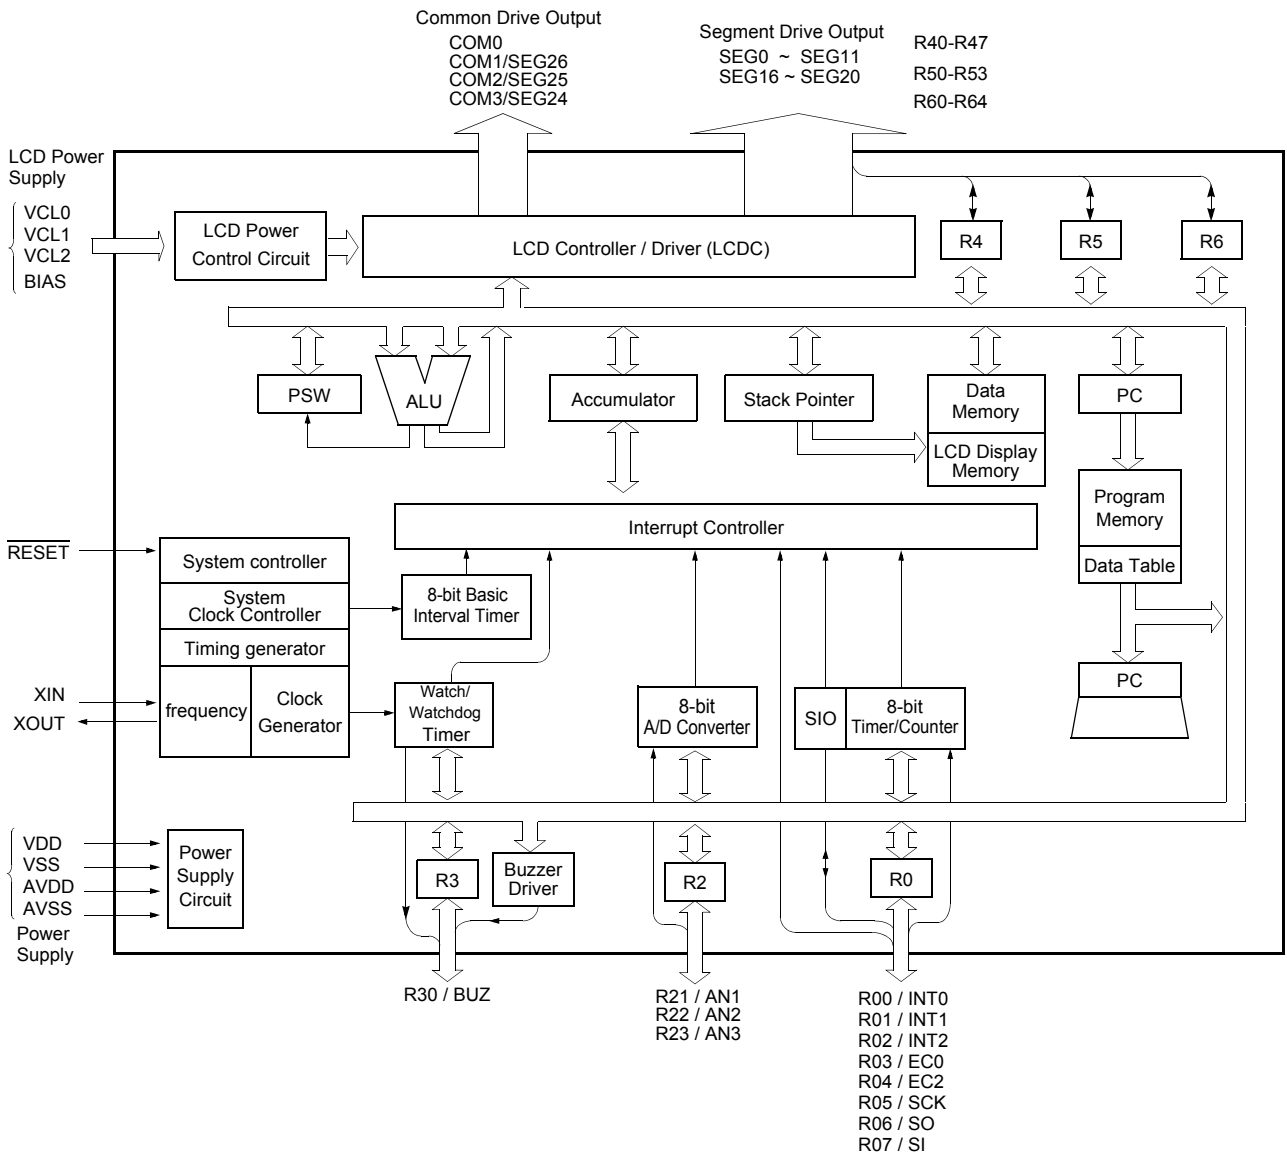 Common Drive Output
COM0
COM1/SEG26
COM2/SEG25
COM3/SEG24
Segment Drive Output
SEG0 ~ SEG11
SEG16 ~ SEG20
R40-R47
R50-R53
R60-R64
LCD Power
Supply
VCL0
VCL1
VCL2
BIAS
LCD Power
Control Circuit
LCD Controller / Driver (LCDC)
R4
R5
R6
PSW
ALU
Accumulator
Stack Pointer
Data
Memory
LCD Display
Memory
PC
Program
Memory
Data Table
PC
Interrupt Controller
RESET
System controller
System
Clock Controller
Timing generator
frequency
Clock
Generator
XIN
XOUT
8-bit Basic
Interval Timer
Watch/
Watchdog
Timer
8-bit
A/D Converter
SIO
8-bit
Timer/Counter
VDD
VSS
AVDD
AVSS
Power
Supply
Power
Supply
Circuit
R3
Buzzer
Driver
R2
R0
R30 / BUZ
R21 / AN1
R22 / AN2
R23 / AN3
R00 / INT0
R01 / INT1
R02 / INT2
R03 / EC0
R04 / EC2
R05 / SCK
R06 / SO
R07 / SI